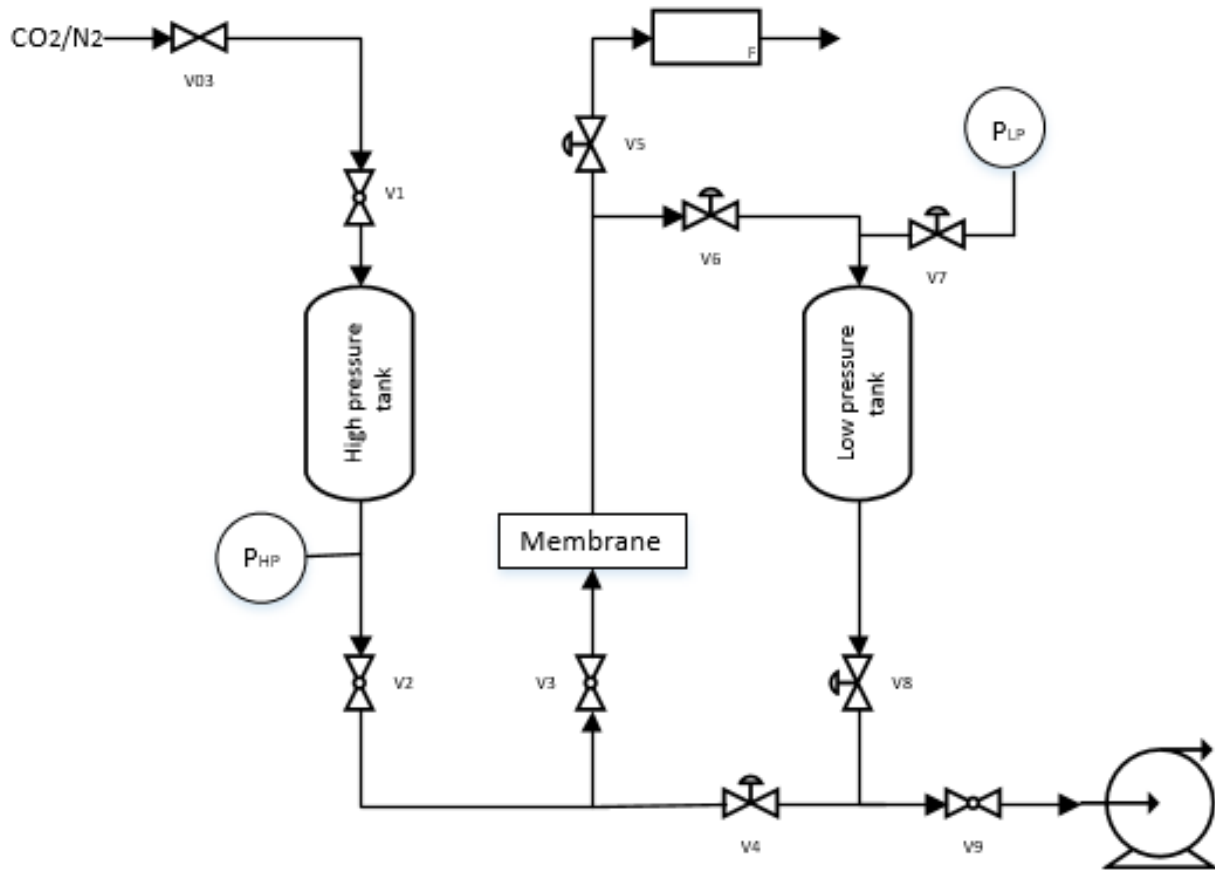 CO2/N2
V03
F
V5
PLP
V1
V6
V7
High pressure
tank
Low pressure
tank
PHP
Membrane
V2
V3
V8
V4
V9